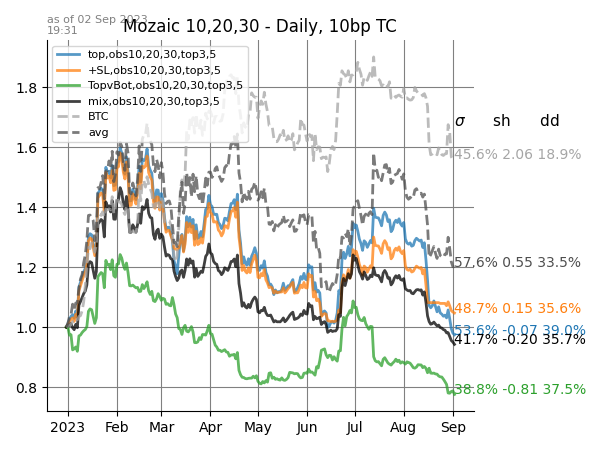 as of 02 Sep 2023
19:31
Mozaic 10,20,30 - Daily, 10bp TC
top,obs10,20,30,top3,5
+SL,obs10,20,30,top3,5
TopvBot,obs10,20,30,top3,5
mix,obs10,20,30,top3,5
BTC
avg
σ sh dd
45.6% 2.06 18.9%
57.6% 0.55 33.5%
48.7% 0.15 35.6%
53.6% -0.07 39.0%
41.7% -0.20 35.7%
38.8% -0.81 37.5%
1.8
1.6
1.4
1.2
1.0
0.8
2023 Feb Mar Apr May Jun Jul Aug Sep